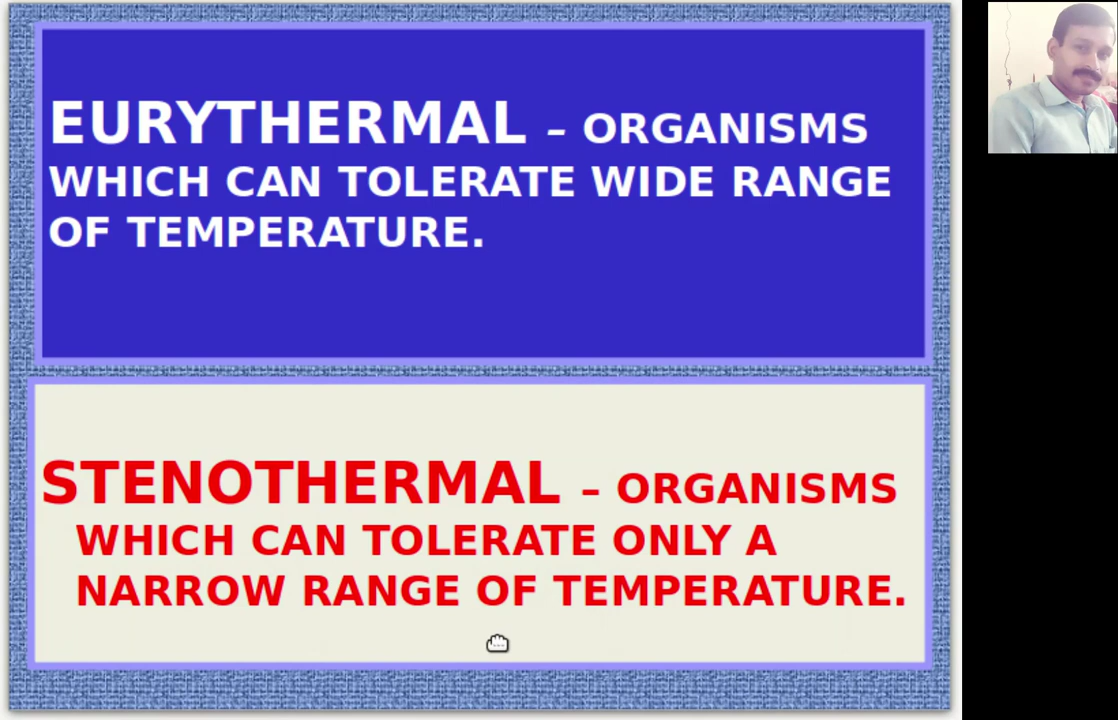 EURYTHERMAL – ORGANISMS
WHICH CAN TOLERATE WIDE RANGE
OF TEMPERATURE.
STENOTHERMAL – ORGANISMS
WHICH CAN TOLERATE ONLY A
NARROW RANGE OF TEMPERATURE.